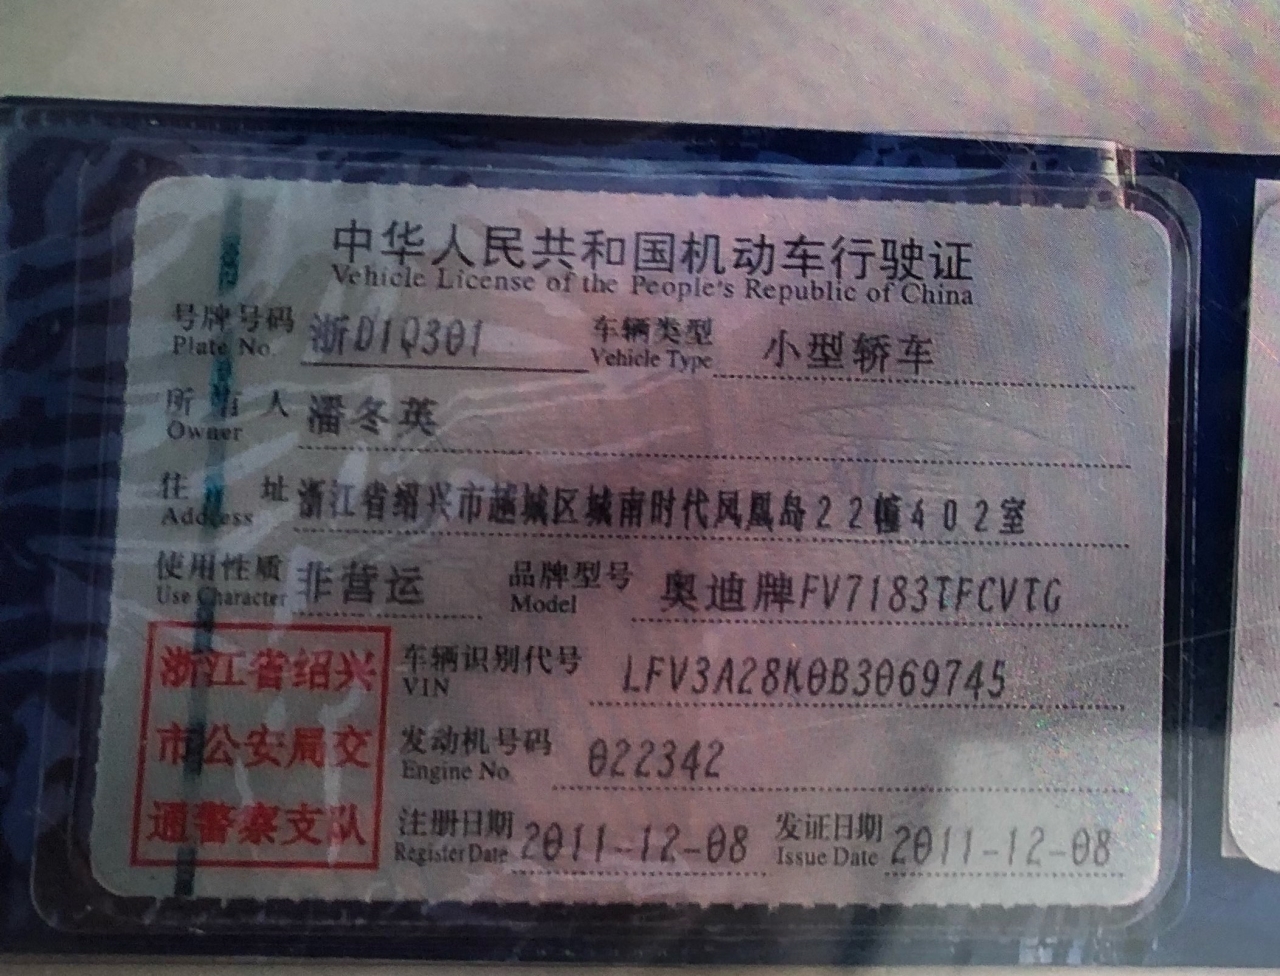 中华人民共和国机动车行驶证
Vehicle License of the People's Republic of China
号牌号码 浙D1Q301 车辆类型 小型轿车
Plate No. Vehicle Type
所有人 潘冬英
Owner
住址 浙江省绍兴市越城区城南时代凤凰岛22幢402室
Address
使用性质 非营运 品牌型号 奥迪牌FV7183TFCVTG
Use Character Model
车辆识别代号 LFV3A28K0B3069745
VIN
发动机号码 022342
Engine No.
注册日期 2011-12-08 发证日期 2011-12-08
Register Date Issue Date
浙江省绍兴
市公安局交
通警察支队